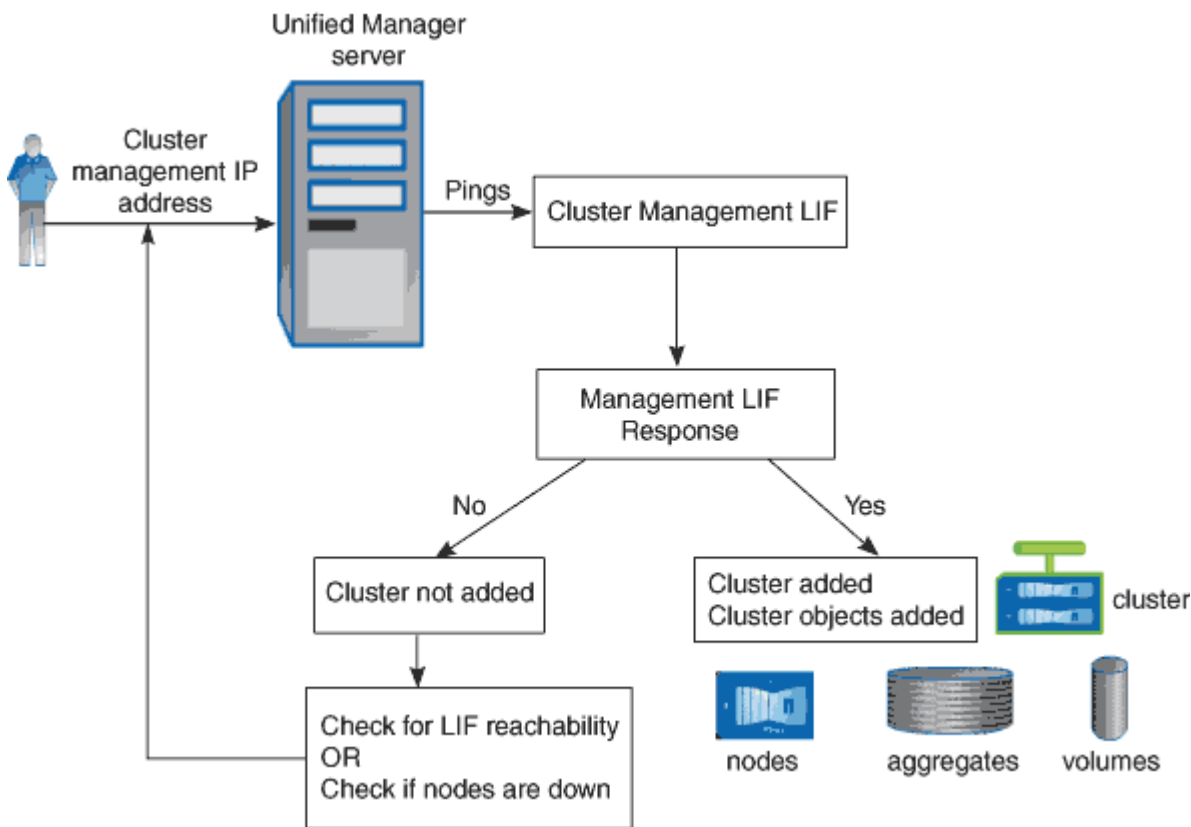 Unified Manager
server
Cluster
management IP
address
Pings
Cluster Management LIF
Management LIF
Response
No
Yes
Cluster not added
Cluster added
Cluster objects added
cluster
Check for LIF reachability
OR
Check if nodes are down
nodes
aggregates
volumes